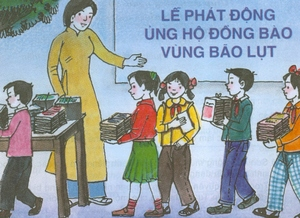 LỄ PHÁT ĐỘNG
ỦNG HỘ ĐỒNG BÀO
VÙNG BÃO LỤT